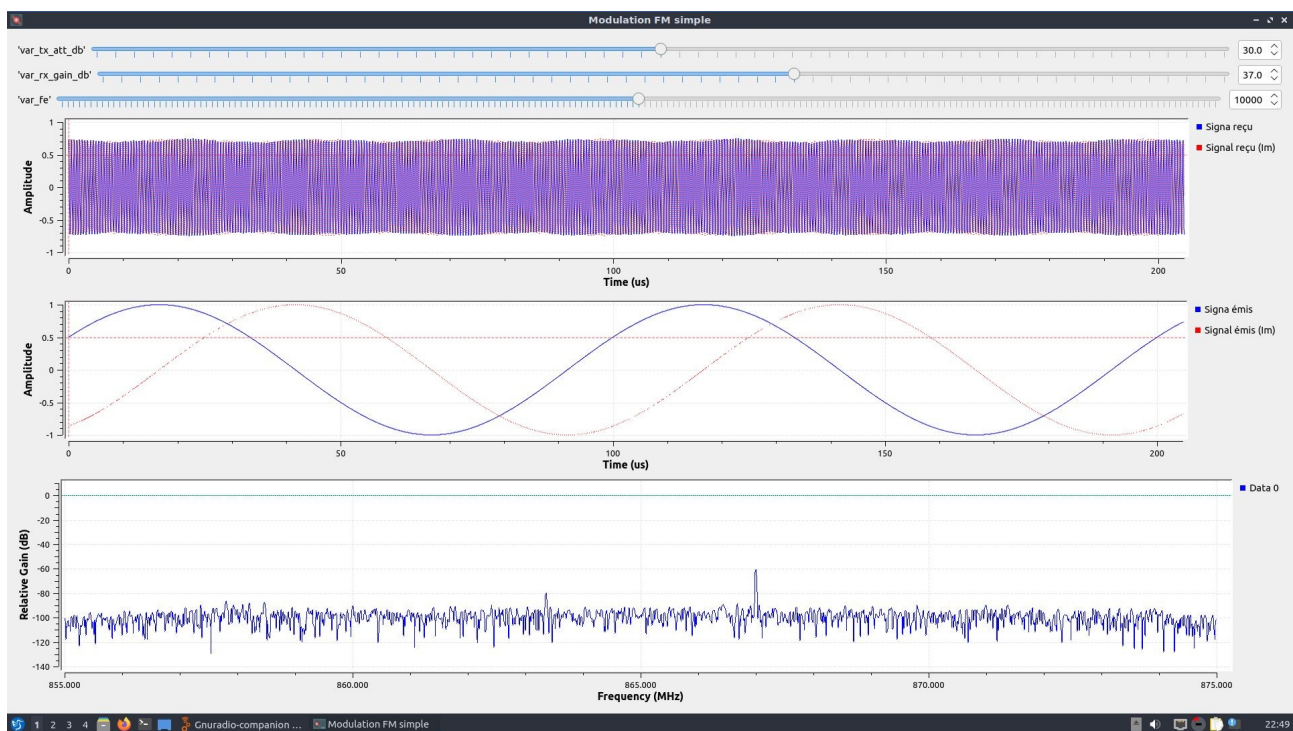 Modulation FM simple
'var_tx_att_db' 30.0
'var_rx_gain_db' 37.0
'var_fe' 10000
1
0.5
0
-0.5
-1
Amplitude
0 50 100 150 200
Time (us)
Signa reçu
Signal reçu (Im)
1
0.5
0
-0.5
-1
Amplitude
0 50 100 150 200
Time (us)
Signa émis
Signal émis (Im)
0
-20
-40
-60
-80
-100
-120
-140
Relative Gain (dB)
855.000 860.000 865.000 870.000 875.000
Frequency (MHz)
Data 0
1 2 3 4 Gnuradio-companion ... Modulation FM simple 22:49